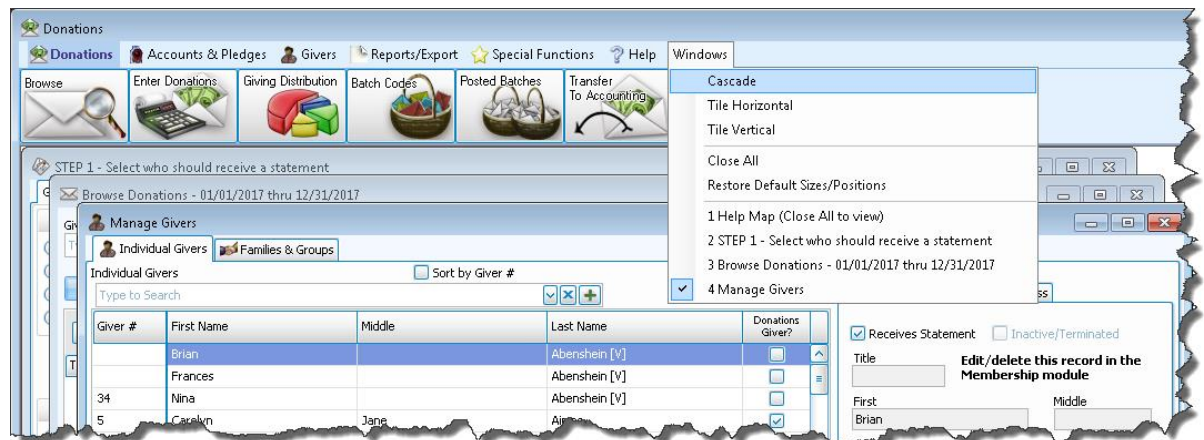 Donations
Donations Accounts & Pledges Givers Reports/Export Special Functions Help Windows
Browse Enter Donations Giving Distribution Batch Codes Posted Batches Transfer To Accounting
Cascade
Tile Horizontal
Tile Vertical
Close All
Restore Default Sizes/Positions
1 Help Map (Close All to view)
2 STEP 1 - Select who should receive a statement
3 Browse Donations - 01/01/2017 thru 12/31/2017
4 Manage Givers
STEP 1 - Select who should receive a statement
Browse Donations - 01/01/2017 thru 12/31/2017
Manage Givers
Individual Givers Families & Groups
Individual Givers Sort by Giver #
Type to Search
Giver # First Name Middle Last Name Donations Giver?
Brian Abenshein [V]
Frances Abenshein [V]
34 Nina Abenshein [V]
5 Carolyn Jane
Receives Statement Inactive/Terminated
Title Edit/delete this record in the
Membership module
First Middle
Brian